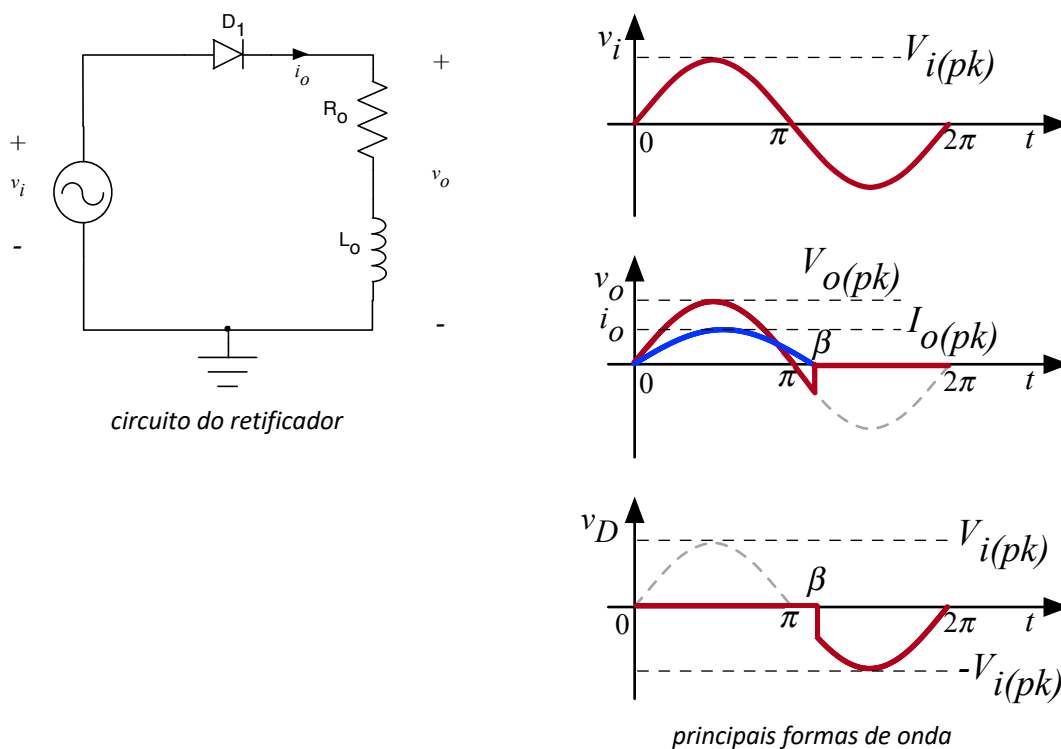 D1
+
io
Ro
+
vi
vo
-
Lo
-
circuito do retificador
vi
Vi(pk)
0
π
2π
t
vo
Vo(pk)
io
Io(pk)
β
0
π
2π
t
vD
Vi(pk)
β
0
π
2π
t
-Vi(pk)
principais formas de onda